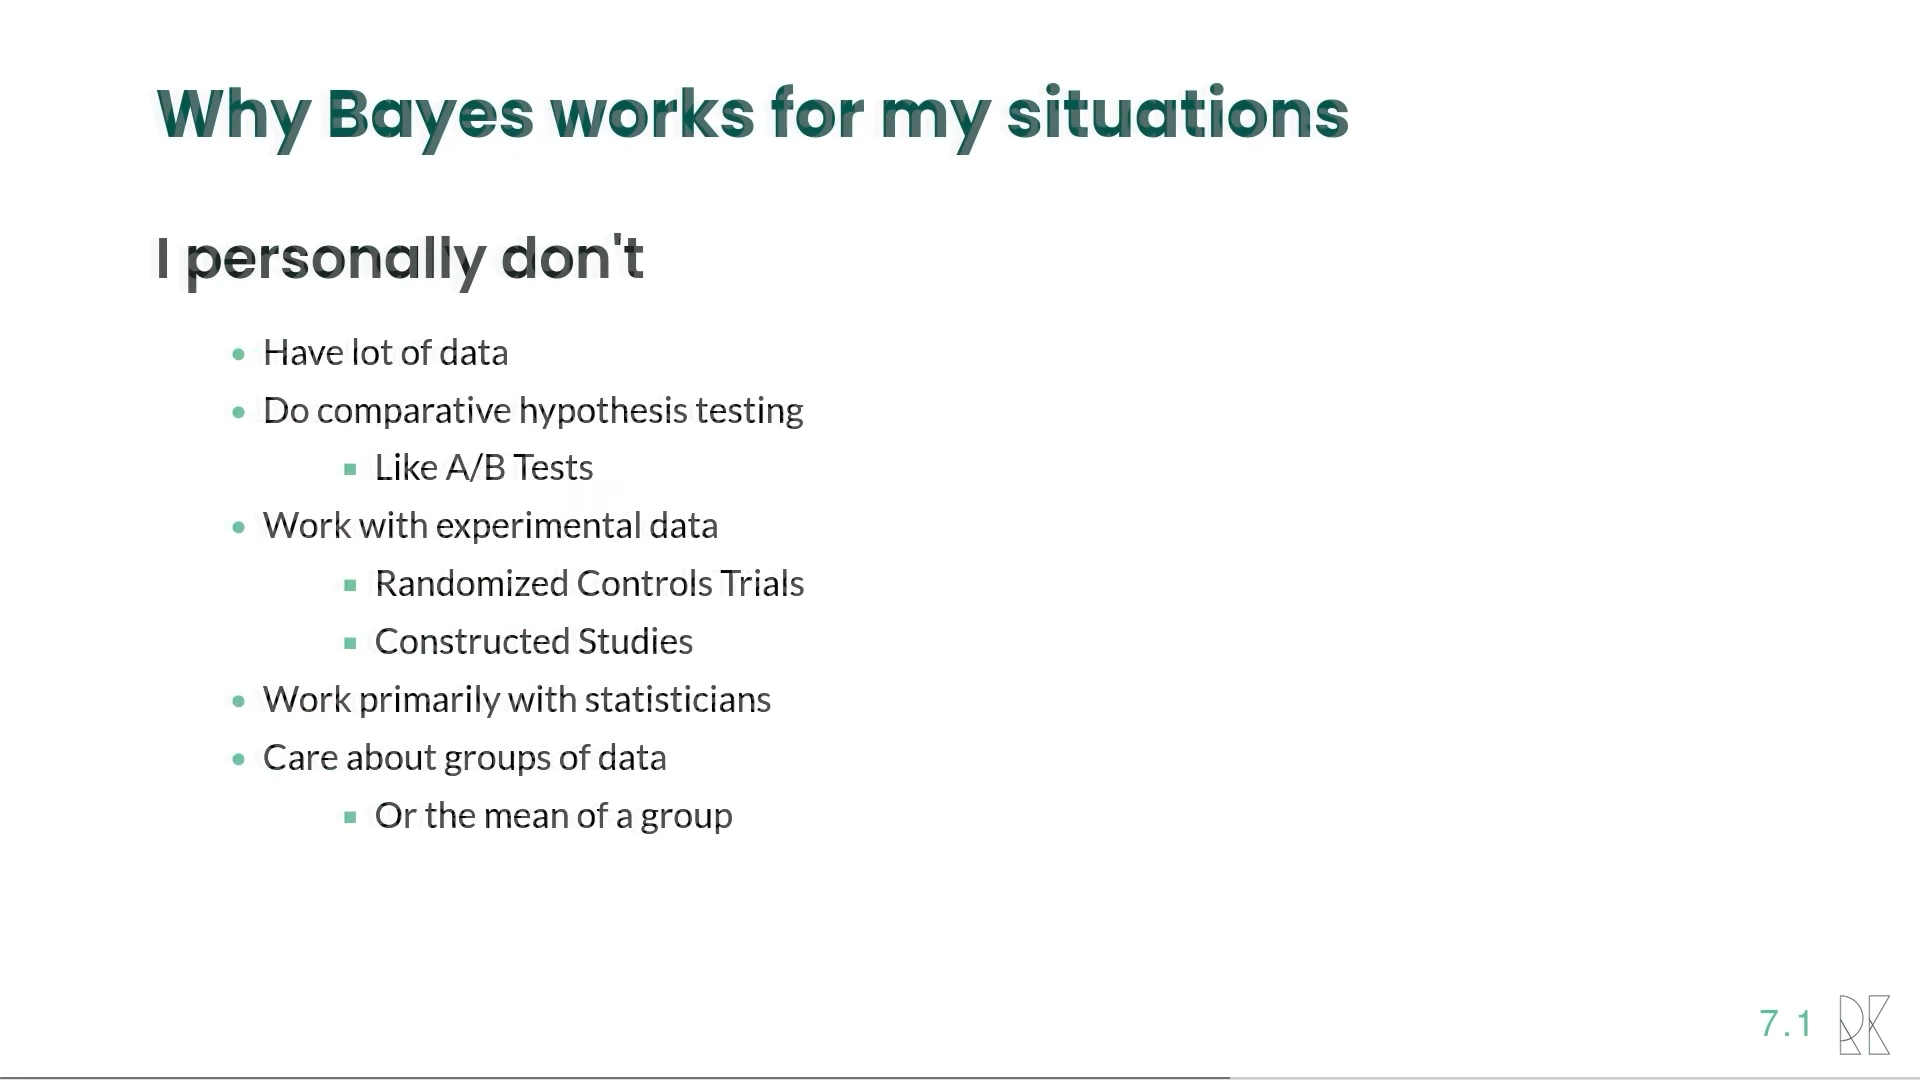 Why Bayes works for my situations
I personally don't
Have lot of data
Do comparative hypothesis testing
Like A/B Tests
Work with experimental data
Randomized Controls Trials
Constructed Studies
Work primarily with statisticians
Care about groups of data
Or the mean of a group
7.1
RK